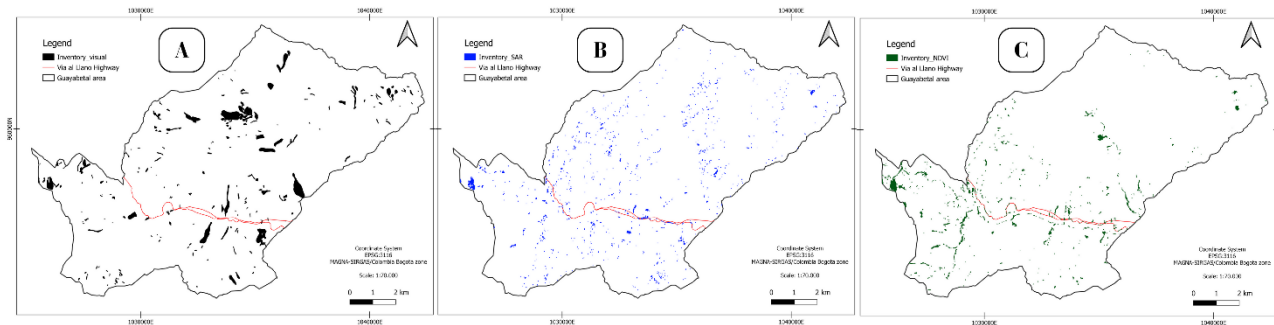 1030000E
1040000E
Legend
Inventory_visual
Via al Llano Highway
Guayabetal area
A
960000N
Coordinate System
EPSG:3116
MAGNA-SIRGAS/Colombia Bogota zone
Scale: 1:70.000
0 1 2 km
1030000E
1040000E
1030000E
1040000E
Legend
Inventory_SAR
Via al Llano Highway
Guayabetal area
B
Coordinate System
EPSG:3116
MAGNA-SIRGAS/Colombia Bogota zone
Scale: 1:70.000
0 1 2 km
1030000E
1040000E
1030000E
1040000E
Legend
Inventory_NDVI
Via al Llano Highway
Guayabetal area
C
Coordinate System
EPSG:3116
MAGNA-SIRGAS/Colombia Bogota zone
Scale: 1:70.000
0 1 2 km
1030000E
1040000E